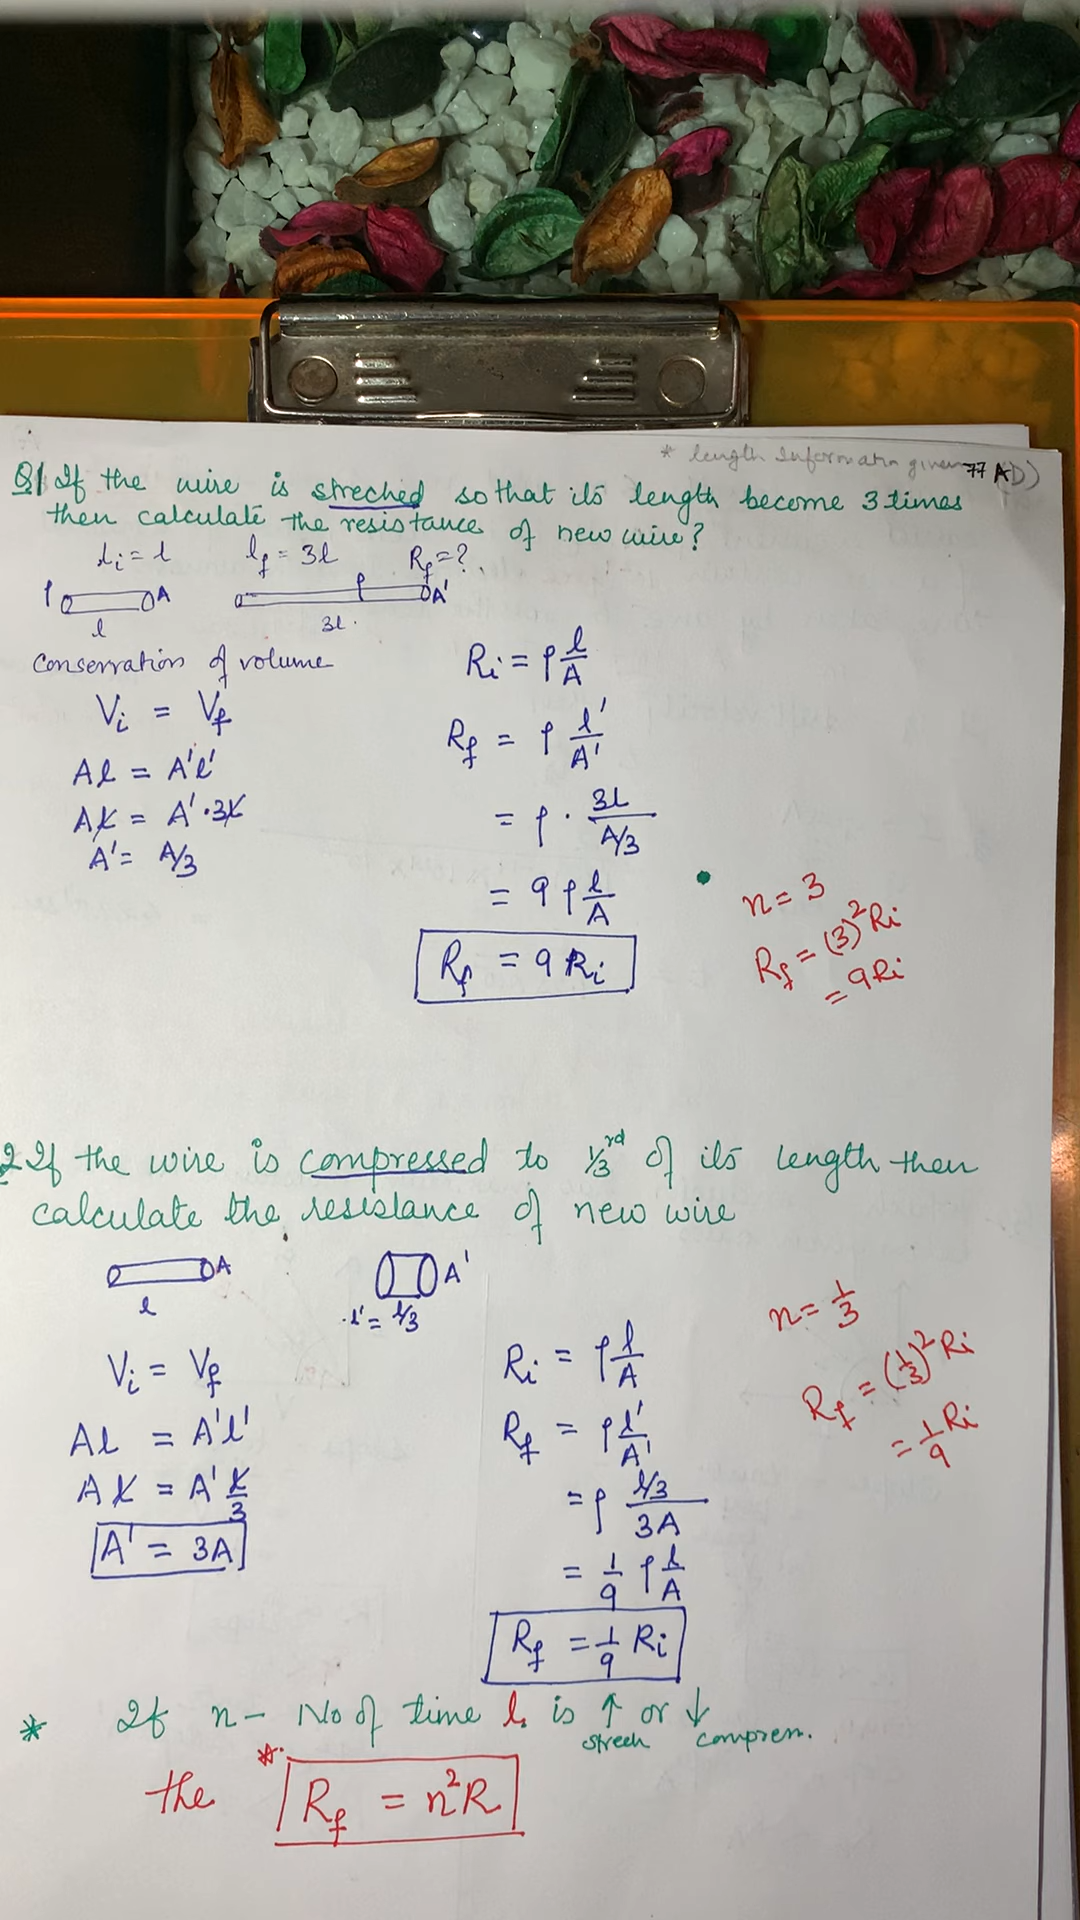 * length Information given 77 AD)
Q1 If the wire is streched so that its length become 3 times
then calculate the resistance of new wire?
li = l lf = 3l Rf = ?
ρ A ρ A'
l 3l.
Conservation of volume
Vi = Vf
Al = A'l'
Al = A'·3l
A' = A/3
Ri = ρ l/A
Rf = ρ l'/A'
= ρ · 3l/A/3
= 9 ρ l/A
Rf = 9 Ri
n = 3
Rf = (3)² Ri
= 9Ri
2 If the wire is compressed to 1/3rd of its length then
calculate the resistance of new wire
A A'
l l' = l/3
Vi = Vf
Al = A'l'
Al = A' l/3
A' = 3A
Ri = ρ l/A
Rf = ρ l'/A'
= ρ l/3/3A
= 1/9 ρ l/A
Rf = 1/9 Ri
n = 1/3
Rf = (1/3)² Ri
= 1/9 Ri
* If n - No of time l is ↑ or ↓
strech compren.
the * Rf = n²R